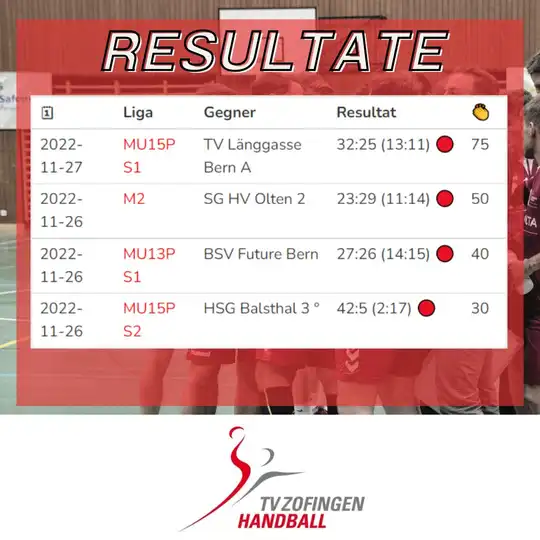 RESULTATE
Liga Gegner Resultat
2022- MU15P TV Länggasse 32:25 (13:11) 75
11-27 S1 Bern A
2022- M2 SG HV Olten 2 23:29 (11:14) 50
11-26
2022- MU13P BSV Future Bern 27:26 (14:15) 40
11-26 S1
2022- MU15P HSG Balsthal 3 ° 42:5 (2:17) 30
11-26 S2
TV ZOFINGEN
HANDBALL